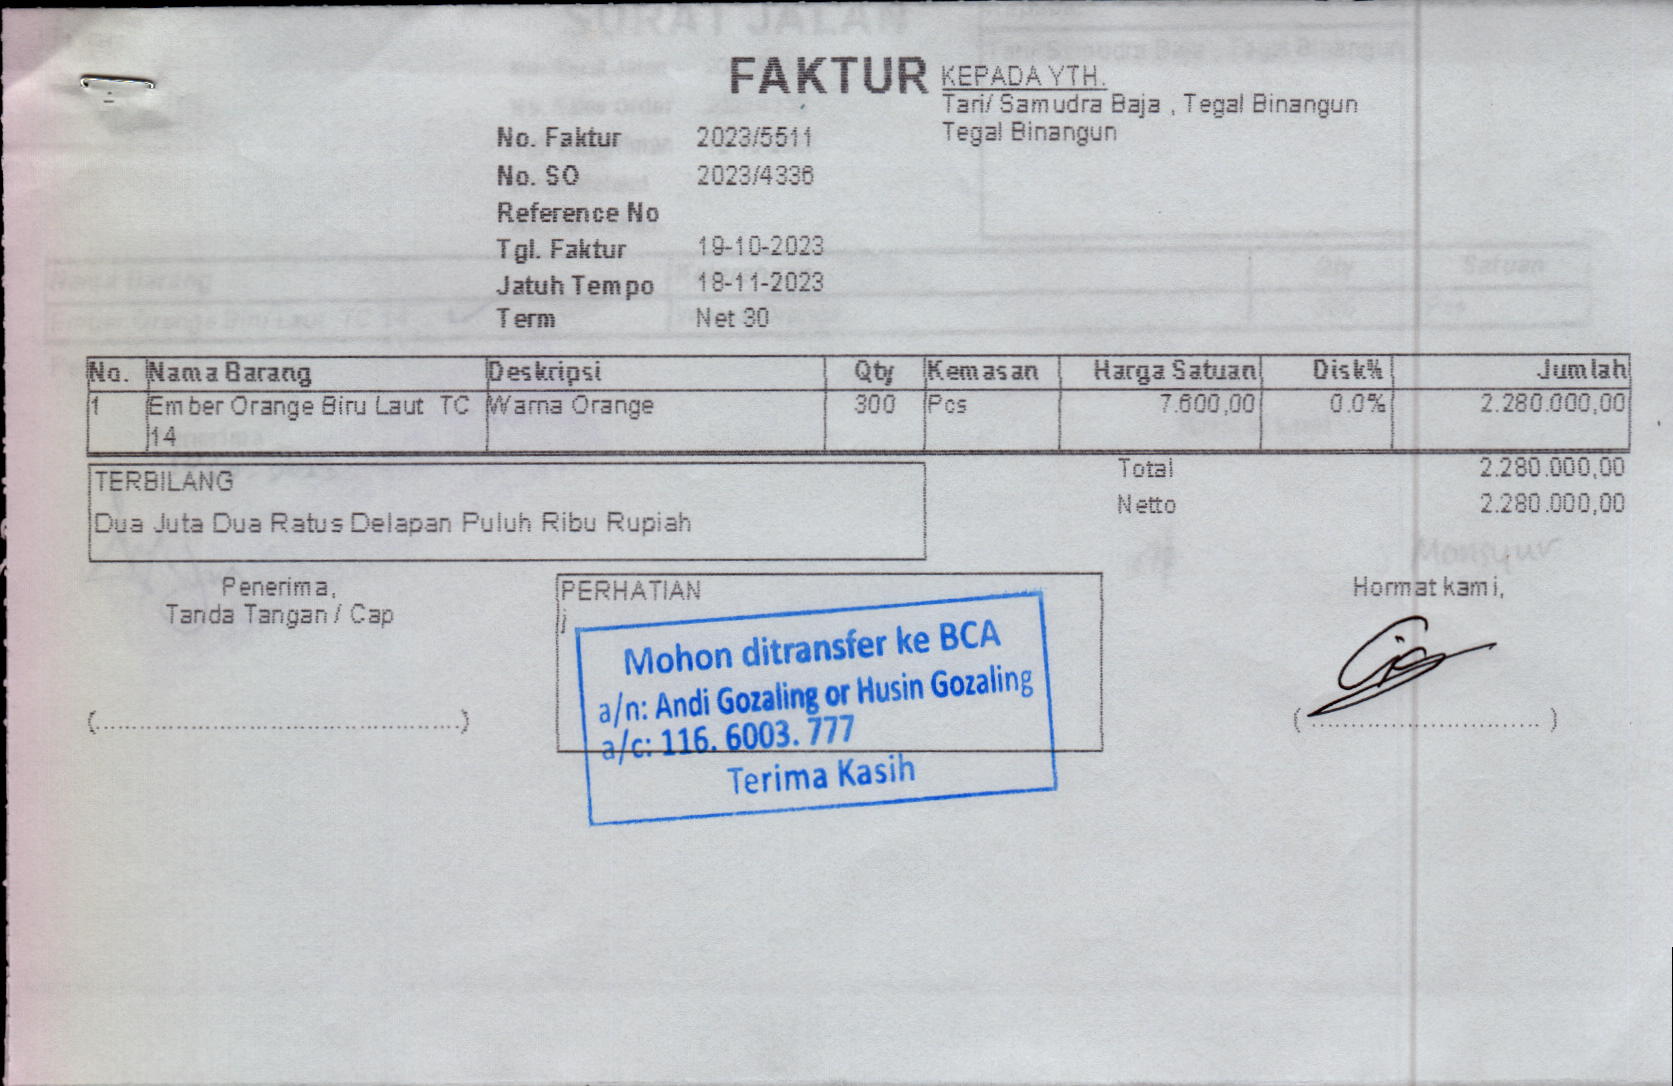 FAKTUR
KEPADA YTH.
Tari/ Samudra Baja , Tegal Binangun
Tegal Binangun
No. Faktur 2023/5511
No. SO 2023/4336
Reference No
Tgl. Faktur 19-10-2023
Jatuh Tempo 18-11-2023
Term Net 30
No. Nama Barang Deskripsi Qty Kemasan Harga Satuan Disk% Jumlah
1 Ember Orange Biru Laut TC Warna Orange 300 Pcs 7.600,00 0.0% 2.280.000,00
14
Total 2.280.000,00
Netto 2.280.000,00
TERBILANG
Dua Juta Dua Ratus Delapan Puluh Ribu Rupiah
Penerima,
Tanda Tangan / Cap
(..........................................)
PERHATIAN
Mohon ditransfer ke BCA
a/n: Andi Gozaling or Husin Gozaling
a/c: 116. 6003. 777
Terima Kasih
Hormat kami,
(............................)